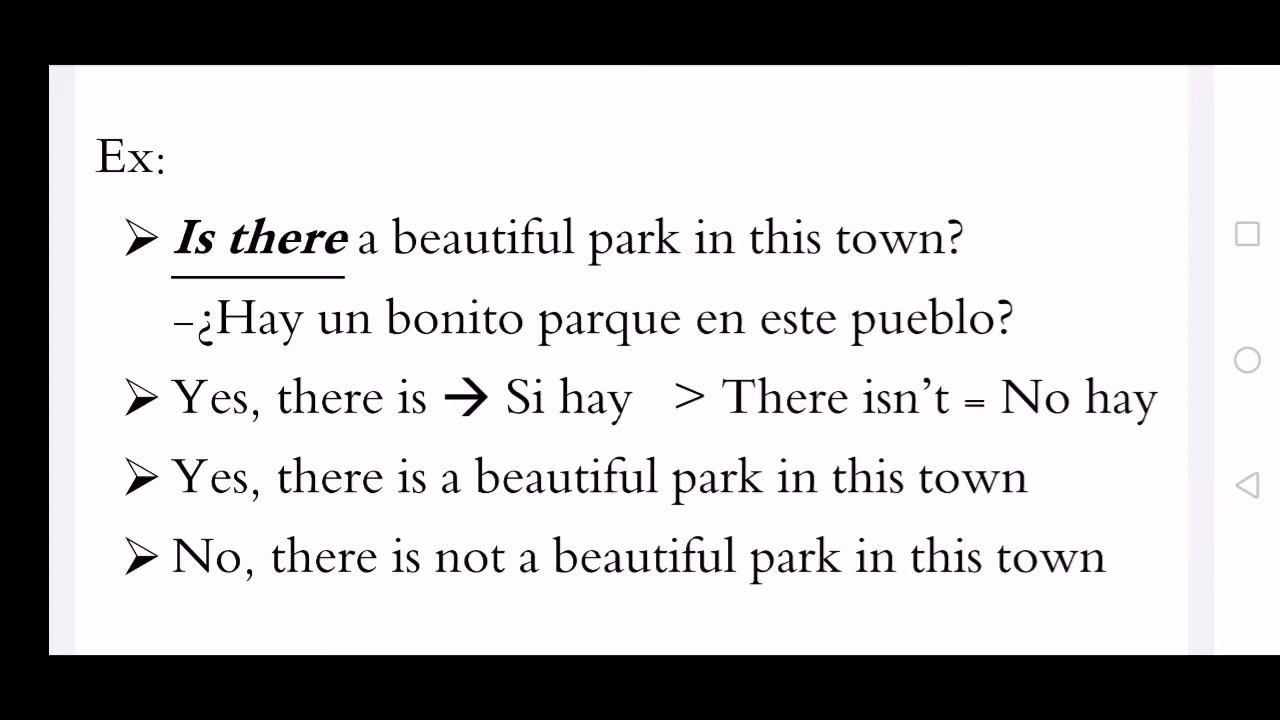 Ex:
➢ Is there a beautiful park in this town?
–¿Hay un bonito parque en este pueblo?
➢ Yes, there is → Si hay > There isn’t = No hay
➢ Yes, there is a beautiful park in this town
➢ No, there is not a beautiful park in this town